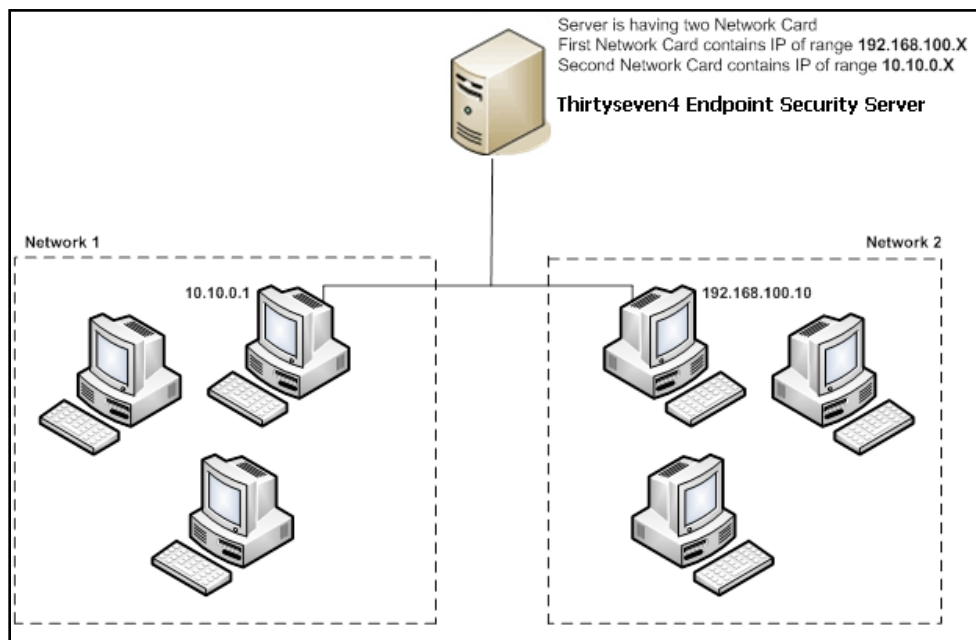 Server is having two Network Card
First Network Card contains IP of range 192.168.100.X
Second Network Card contains IP of range 10.10.0.X
Thirtyseven4 Endpoint Security Server
Network 1
Network 2
10.10.0.1
192.168.100.10